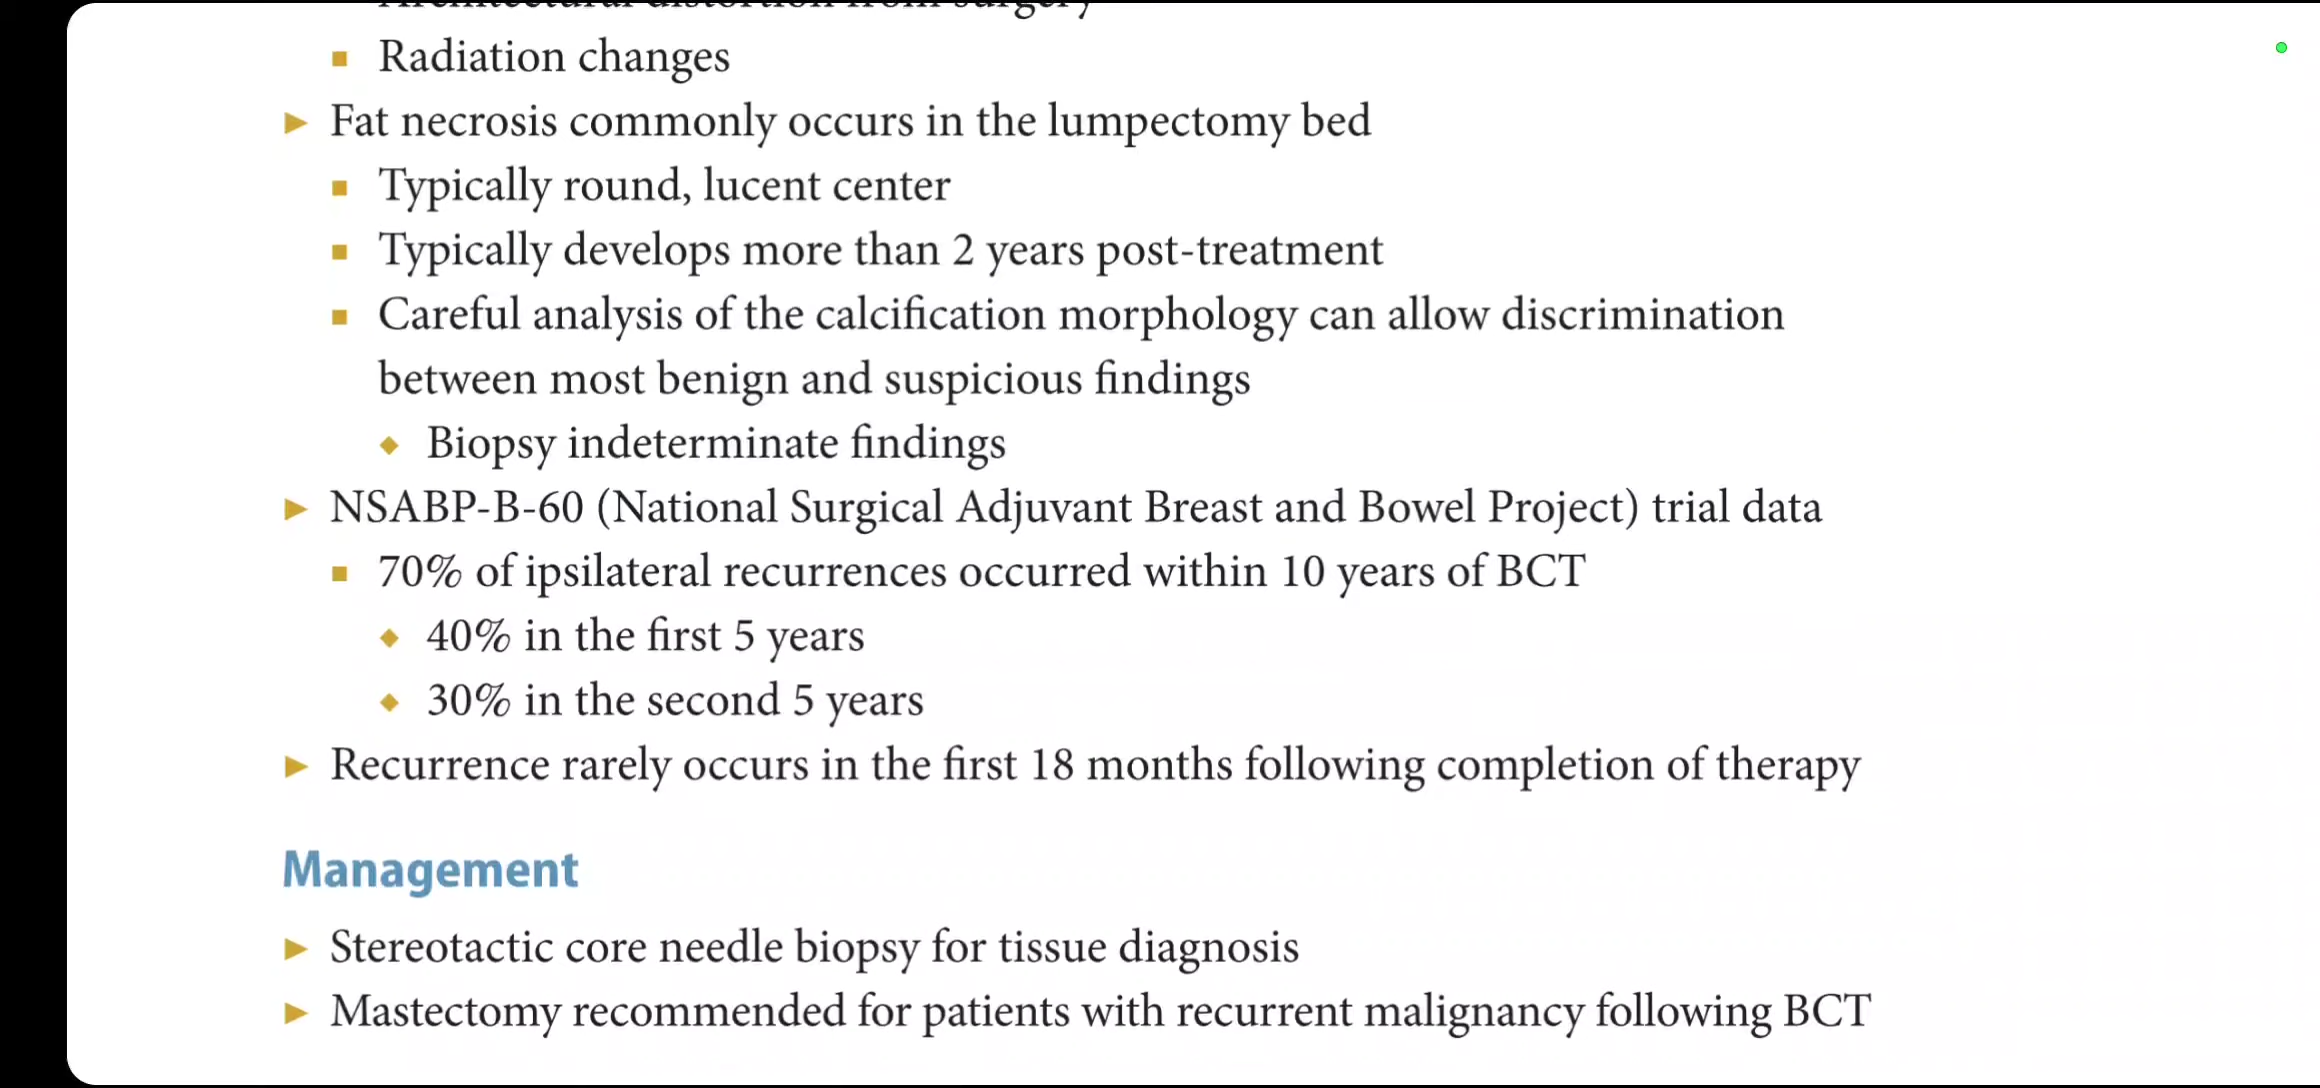 Architectural distortion from surgery
■ Radiation changes
► Fat necrosis commonly occurs in the lumpectomy bed
■ Typically round, lucent center
■ Typically develops more than 2 years post-treatment
■ Careful analysis of the calcification morphology can allow discrimination
between most benign and suspicious findings
◆ Biopsy indeterminate findings
► NSABP-B-60 (National Surgical Adjuvant Breast and Bowel Project) trial data
■ 70% of ipsilateral recurrences occurred within 10 years of BCT
◆ 40% in the first 5 years
◆ 30% in the second 5 years
► Recurrence rarely occurs in the first 18 months following completion of therapy
Management
► Stereotactic core needle biopsy for tissue diagnosis
► Mastectomy recommended for patients with recurrent malignancy following BCT